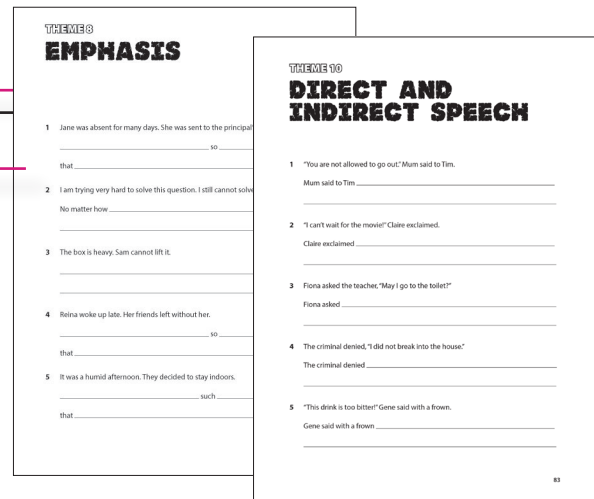 THEME 8
EMPHASIS
1 Jane was absent for many days. She was sent to the principal'
so
that
2 I am trying very hard to solve this question. I still cannot solve
No matter how
3 The box is heavy. Sam cannot lift it.
4 Reina woke up late. Her friends left without her.
so
that
5 It was a humid afternoon. They decided to stay indoors.
such
that
THEME 10
DIRECT AND
INDIRECT SPEECH
1 "You are not allowed to go out." Mum said to Tim.
Mum said to Tim
2 "I can't wait for the movie!" Claire exclaimed.
Claire exclaimed
3 Fiona asked the teacher, "May I go to the toilet?"
Fiona asked
4 The criminal denied, "I did not break into the house."
The criminal denied
5 "This drink is too bitter!" Gene said with a frown.
Gene said with a frown
83